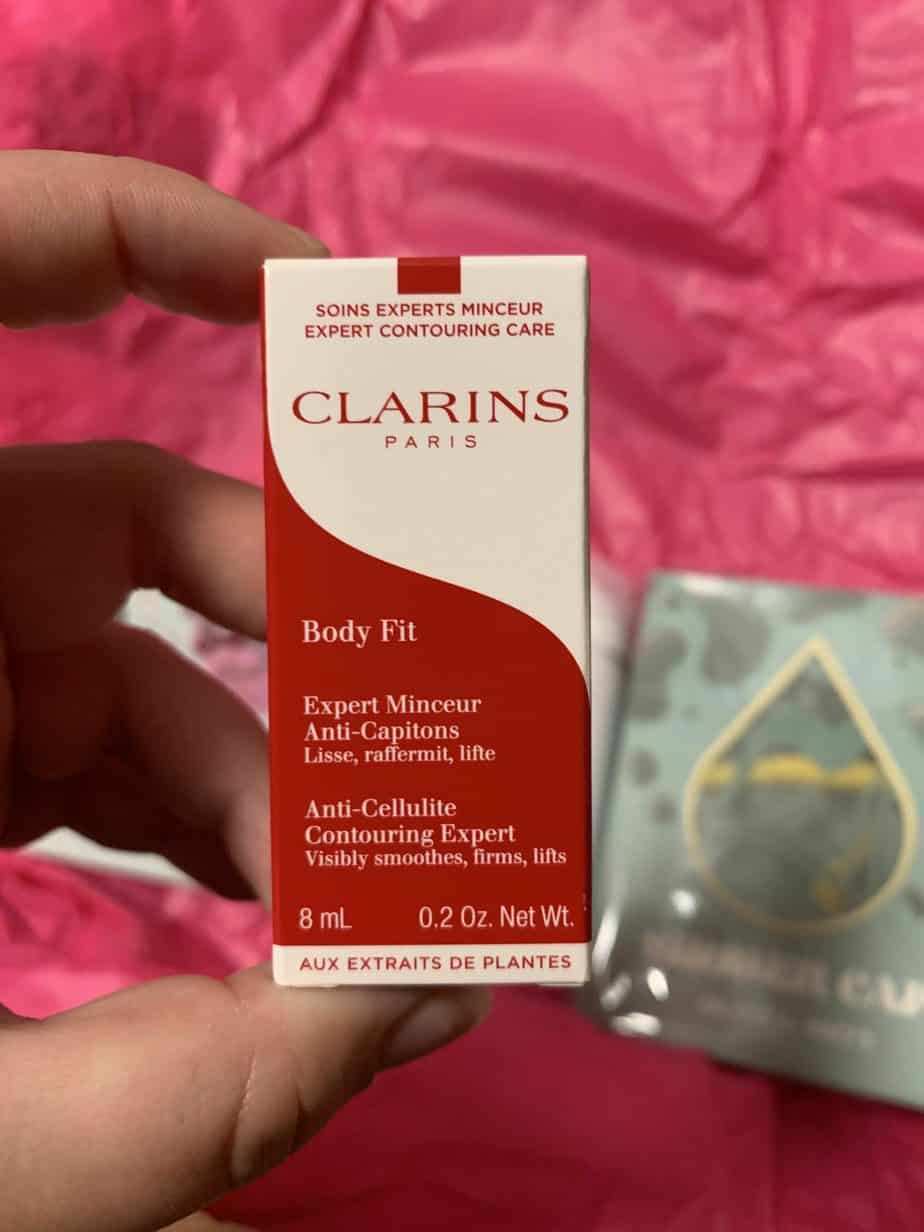 SOINS EXPERTS MINCEUR
EXPERT CONTOURING CARE
CLARINS
PARIS
Body Fit
Expert Minceur
Anti-Capitons
Lisse, raffermit, lifte
Anti-Cellulite
Contouring Expert
Visibly smoothes, firms, lifts
8 mL 0.2 Oz. Net Wt.
AUX EXTRAITS DE PLANTES